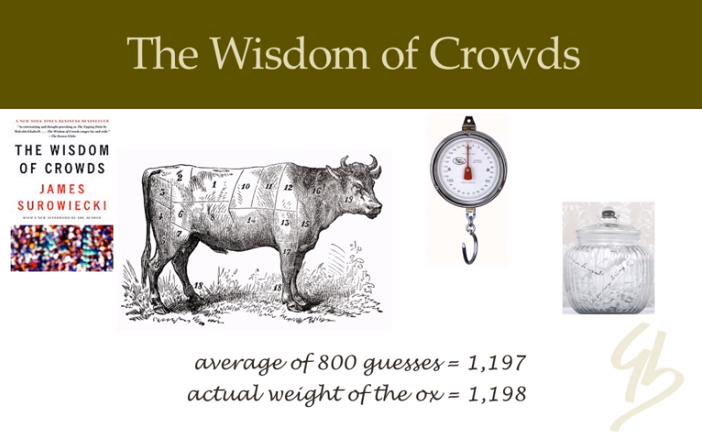 The Wisdom of Crowds
A NEW YORK TIMES BUSINESS BESTSELLER
THE WISDOM
OF CROWDS
JAMES
SUROWIECKI
WITH A NEW AFTERWORD BY THE AUTHOR
1
2
3
4
5
6
7
10
11
12
13
14
15
16
17
18
19
average of 800 guesses = 1,197
actual weight of the ox = 1,198
gb